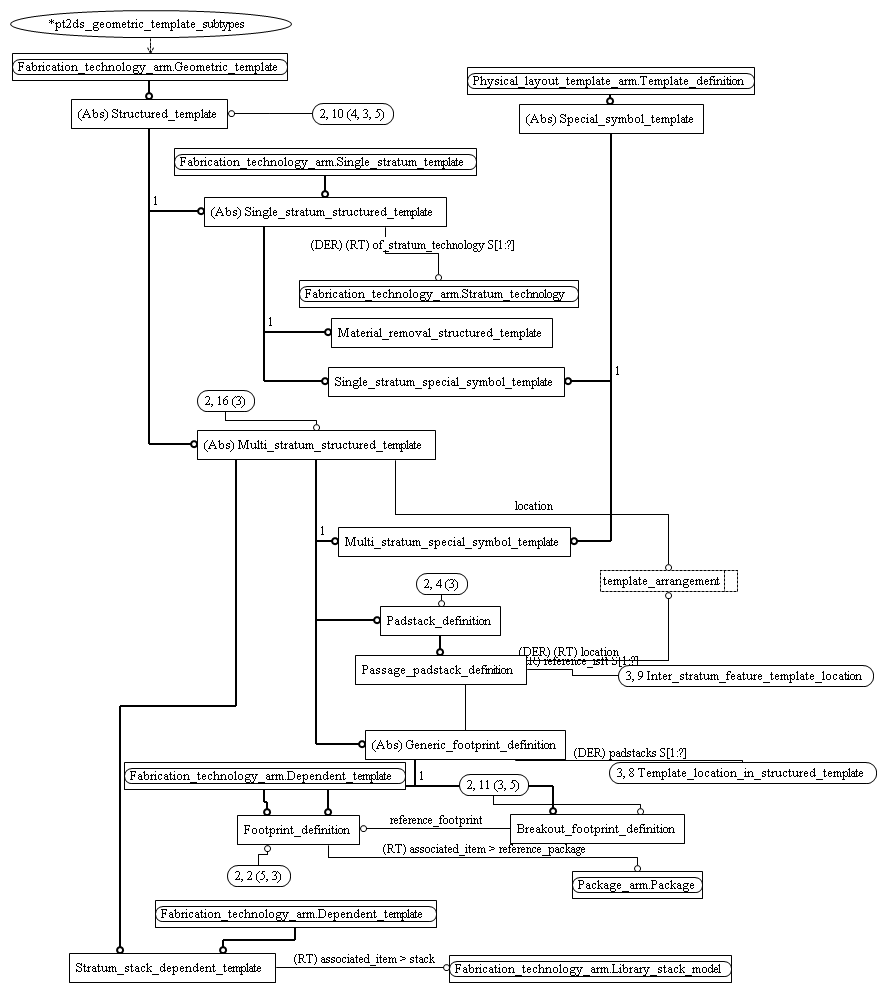 *pt2ds_geometric_template_subtypes
Fabrication_technology_arm.Geometric_template
Physical_layout_template_arm.Template_definition
(Abs) Structured_template
2, 10 (4, 3, 5)
(Abs) Special_symbol_template
Fabrication_technology_arm.Single_stratum_template
1
(Abs) Single_stratum_structured_template
(DER) (RT) of_stratum_technology S[1:?]
Fabrication_technology_arm.Stratum_technology
1
Material_removal_structured_template
1
Single_stratum_special_symbol_template
2, 16 (3)
(Abs) Multi_stratum_structured_template
location
1
Multi_stratum_special_symbol_template
template_arrangement
2, 4 (3)
Padstack_definition
(DER) (RT) location
reference_isft S[1:?]
Passage_padstack_definition
3, 9 Inter_stratum_feature_template_location
(Abs) Generic_footprint_definition
(DER) padstacks S[1:?]
3, 8 Template_location_in_structured_template
Fabrication_technology_arm.Dependent_template
1
2, 11 (3, 5)
reference_footprint
Footprint_definition
Breakout_footprint_definition
(RT) associated_item > reference_package
2, 2 (5, 3)
Package_arm.Package
Fabrication_technology_arm.Dependent_template
(RT) associated_item > stack
Stratum_stack_dependent_template
Fabrication_technology_arm.Library_stack_model